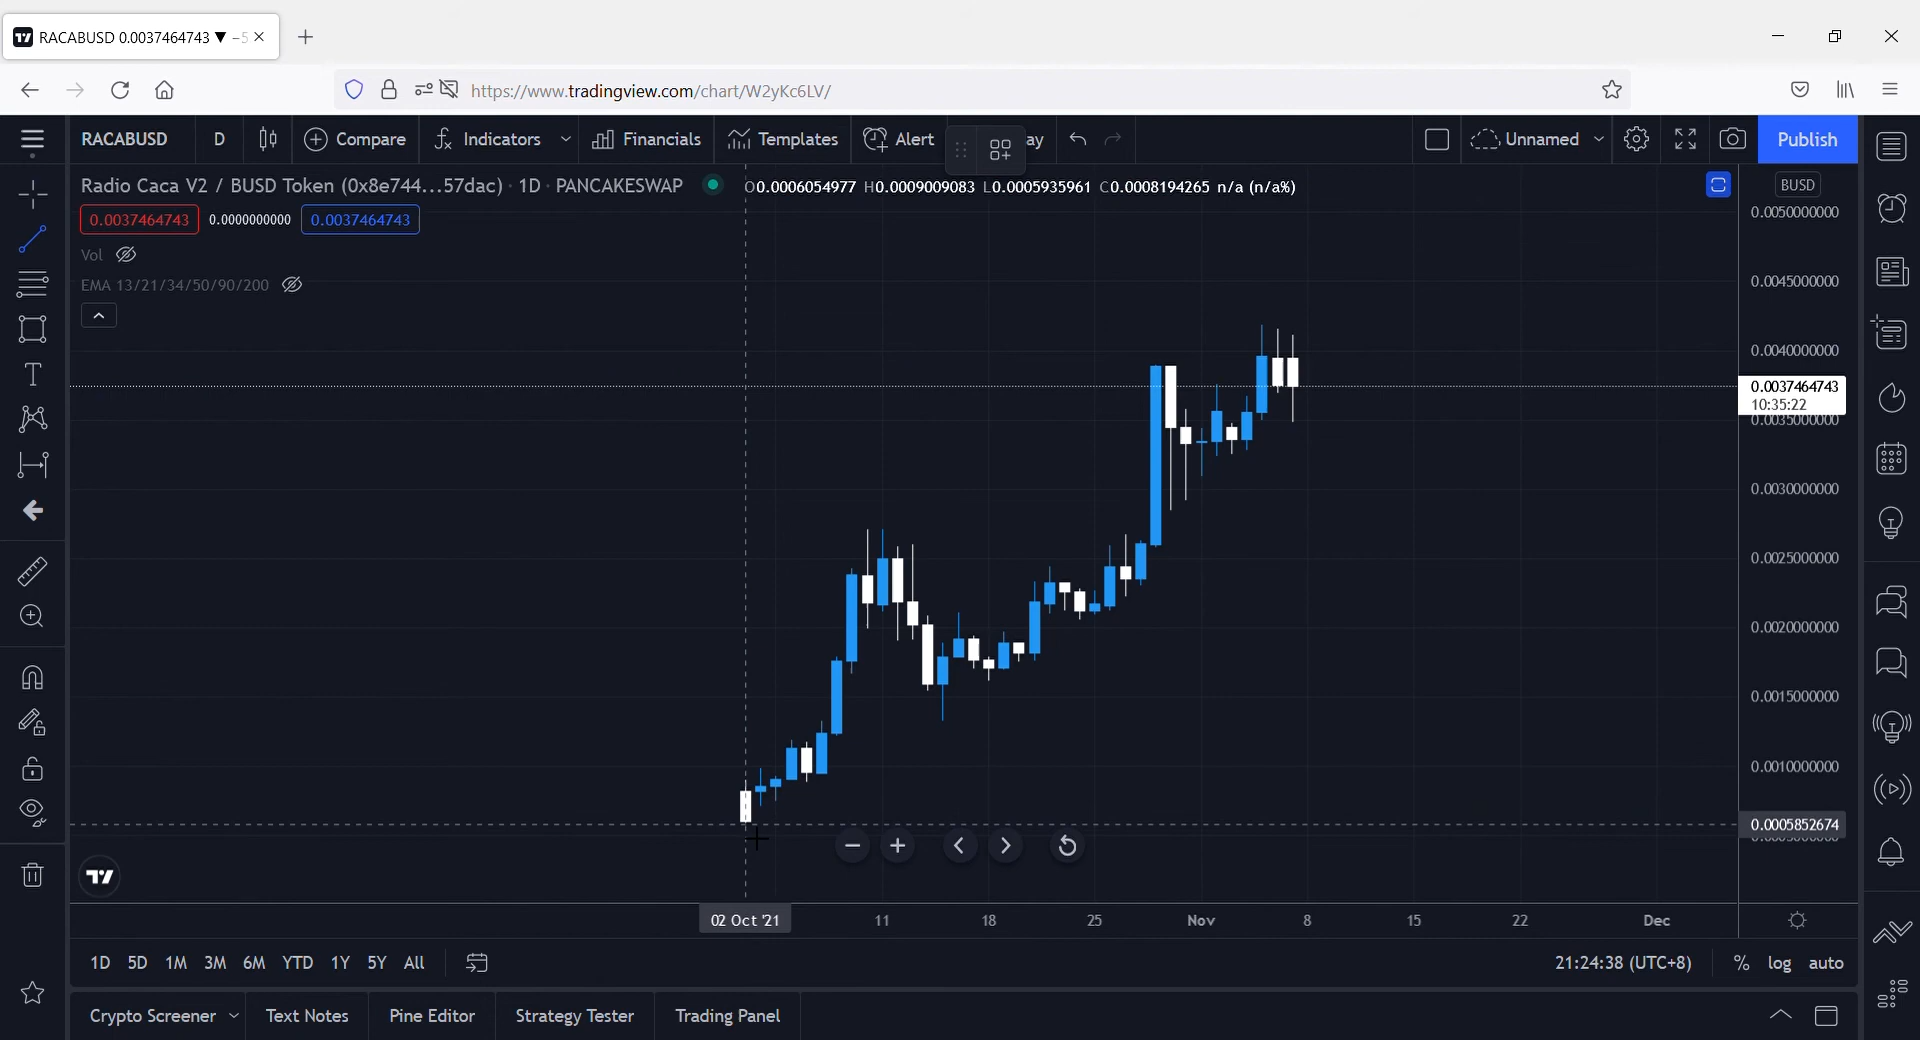 RACABUSD 0.0037464743 ▼ −5
https://www.tradingview.com/chart/W2yKc6LV/
RACABUSD D Compare Indicators Financials Templates Alert ay Unnamed Publish
Radio Caca V2 / BUSD Token (0x8e744...57dac) · 1D · PANCAKESWAP O0.0006054977 H0.0009009083 L0.0005935961 C0.0008194265 n/a (n/a%) BUSD
0.0037464743 0.0000000000 0.0037464743
Vol
EMA 13/21/34/50/90/200
0.0050000000
0.0045000000
0.0040000000
0.0037464743
10:35:22
0.0035000000
0.0030000000
0.0025000000
0.0020000000
0.0015000000
0.0010000000
0.0005852674
02 Oct '21 11 18 25 Nov 8 15 22 Dec
1D 5D 1M 3M 6M YTD 1Y 5Y All 21:24:38 (UTC+8) % log auto
Crypto Screener Text Notes Pine Editor Strategy Tester Trading Panel